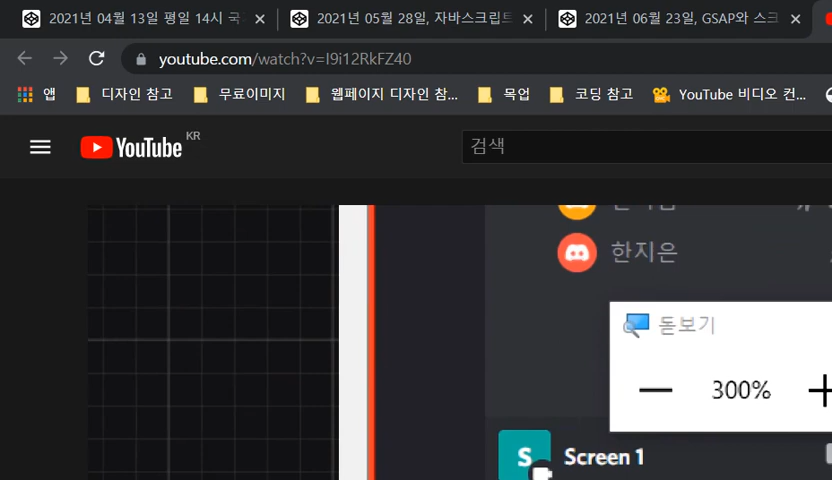 2021년 04월 13일 평일 14시 국
2021년 05월 28일, 자바스크립트
2021년 06월 23일, GSAP와 스크
youtube.com/watch?v=I9i12RkFZ40
앱
디자인 참고
무료이미지
웹페이지 디자인 참...
목업
코딩 참고
YouTube 비디오 컨...
YouTube KR
검색
한지은
돋보기
300%
S
Screen 1